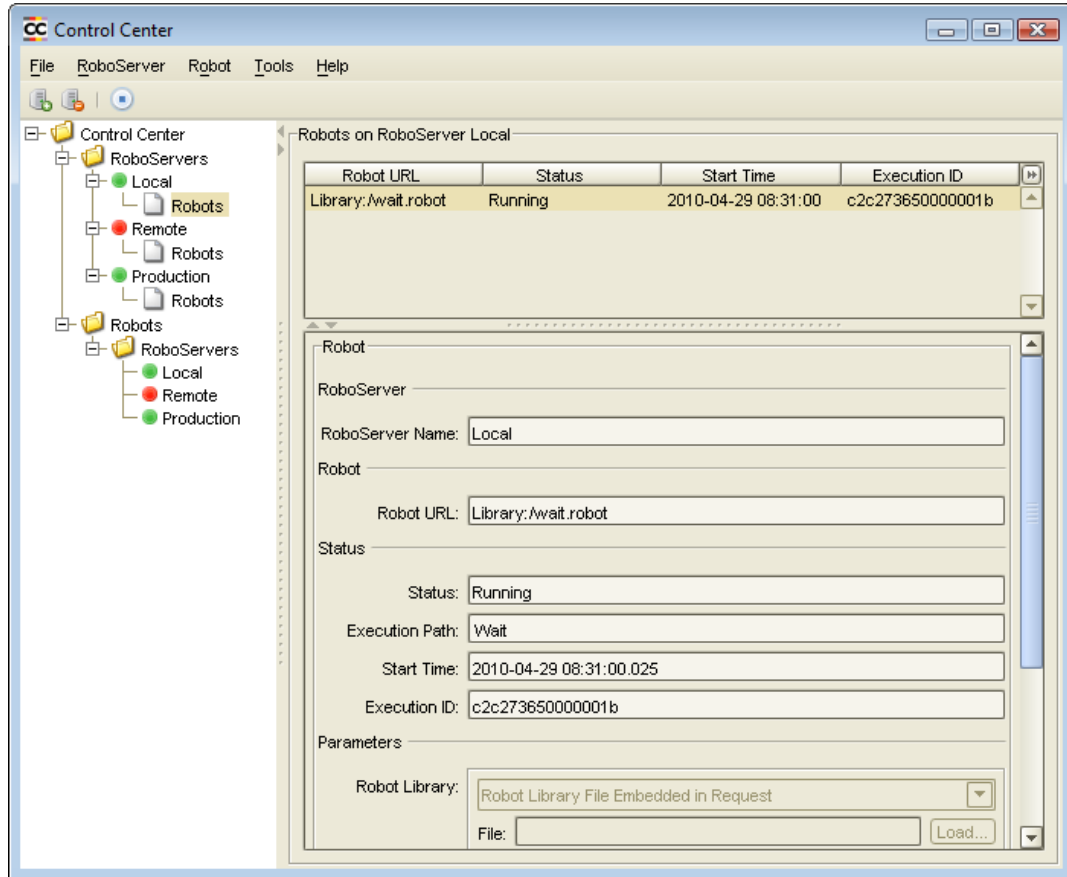 CC Control Center
File RoboServer Robot Tools Help
Control Center
RoboServers
Local
Robots
Remote
Robots
Production
Robots
Robots
RoboServers
Local
Remote
Production
Robots on RoboServer Local
Robot URL Status Start Time Execution ID
Library:/wait.robot Running 2010-04-29 08:31:00 c2c273650000001b
Robot
RoboServer
RoboServer Name: Local
Robot
Robot URL: Library:/wait.robot
Status
Status: Running
Execution Path: Wait
Start Time: 2010-04-29 08:31:00.025
Execution ID: c2c273650000001b
Parameters
Robot Library: Robot Library File Embedded in Request
File: Load...